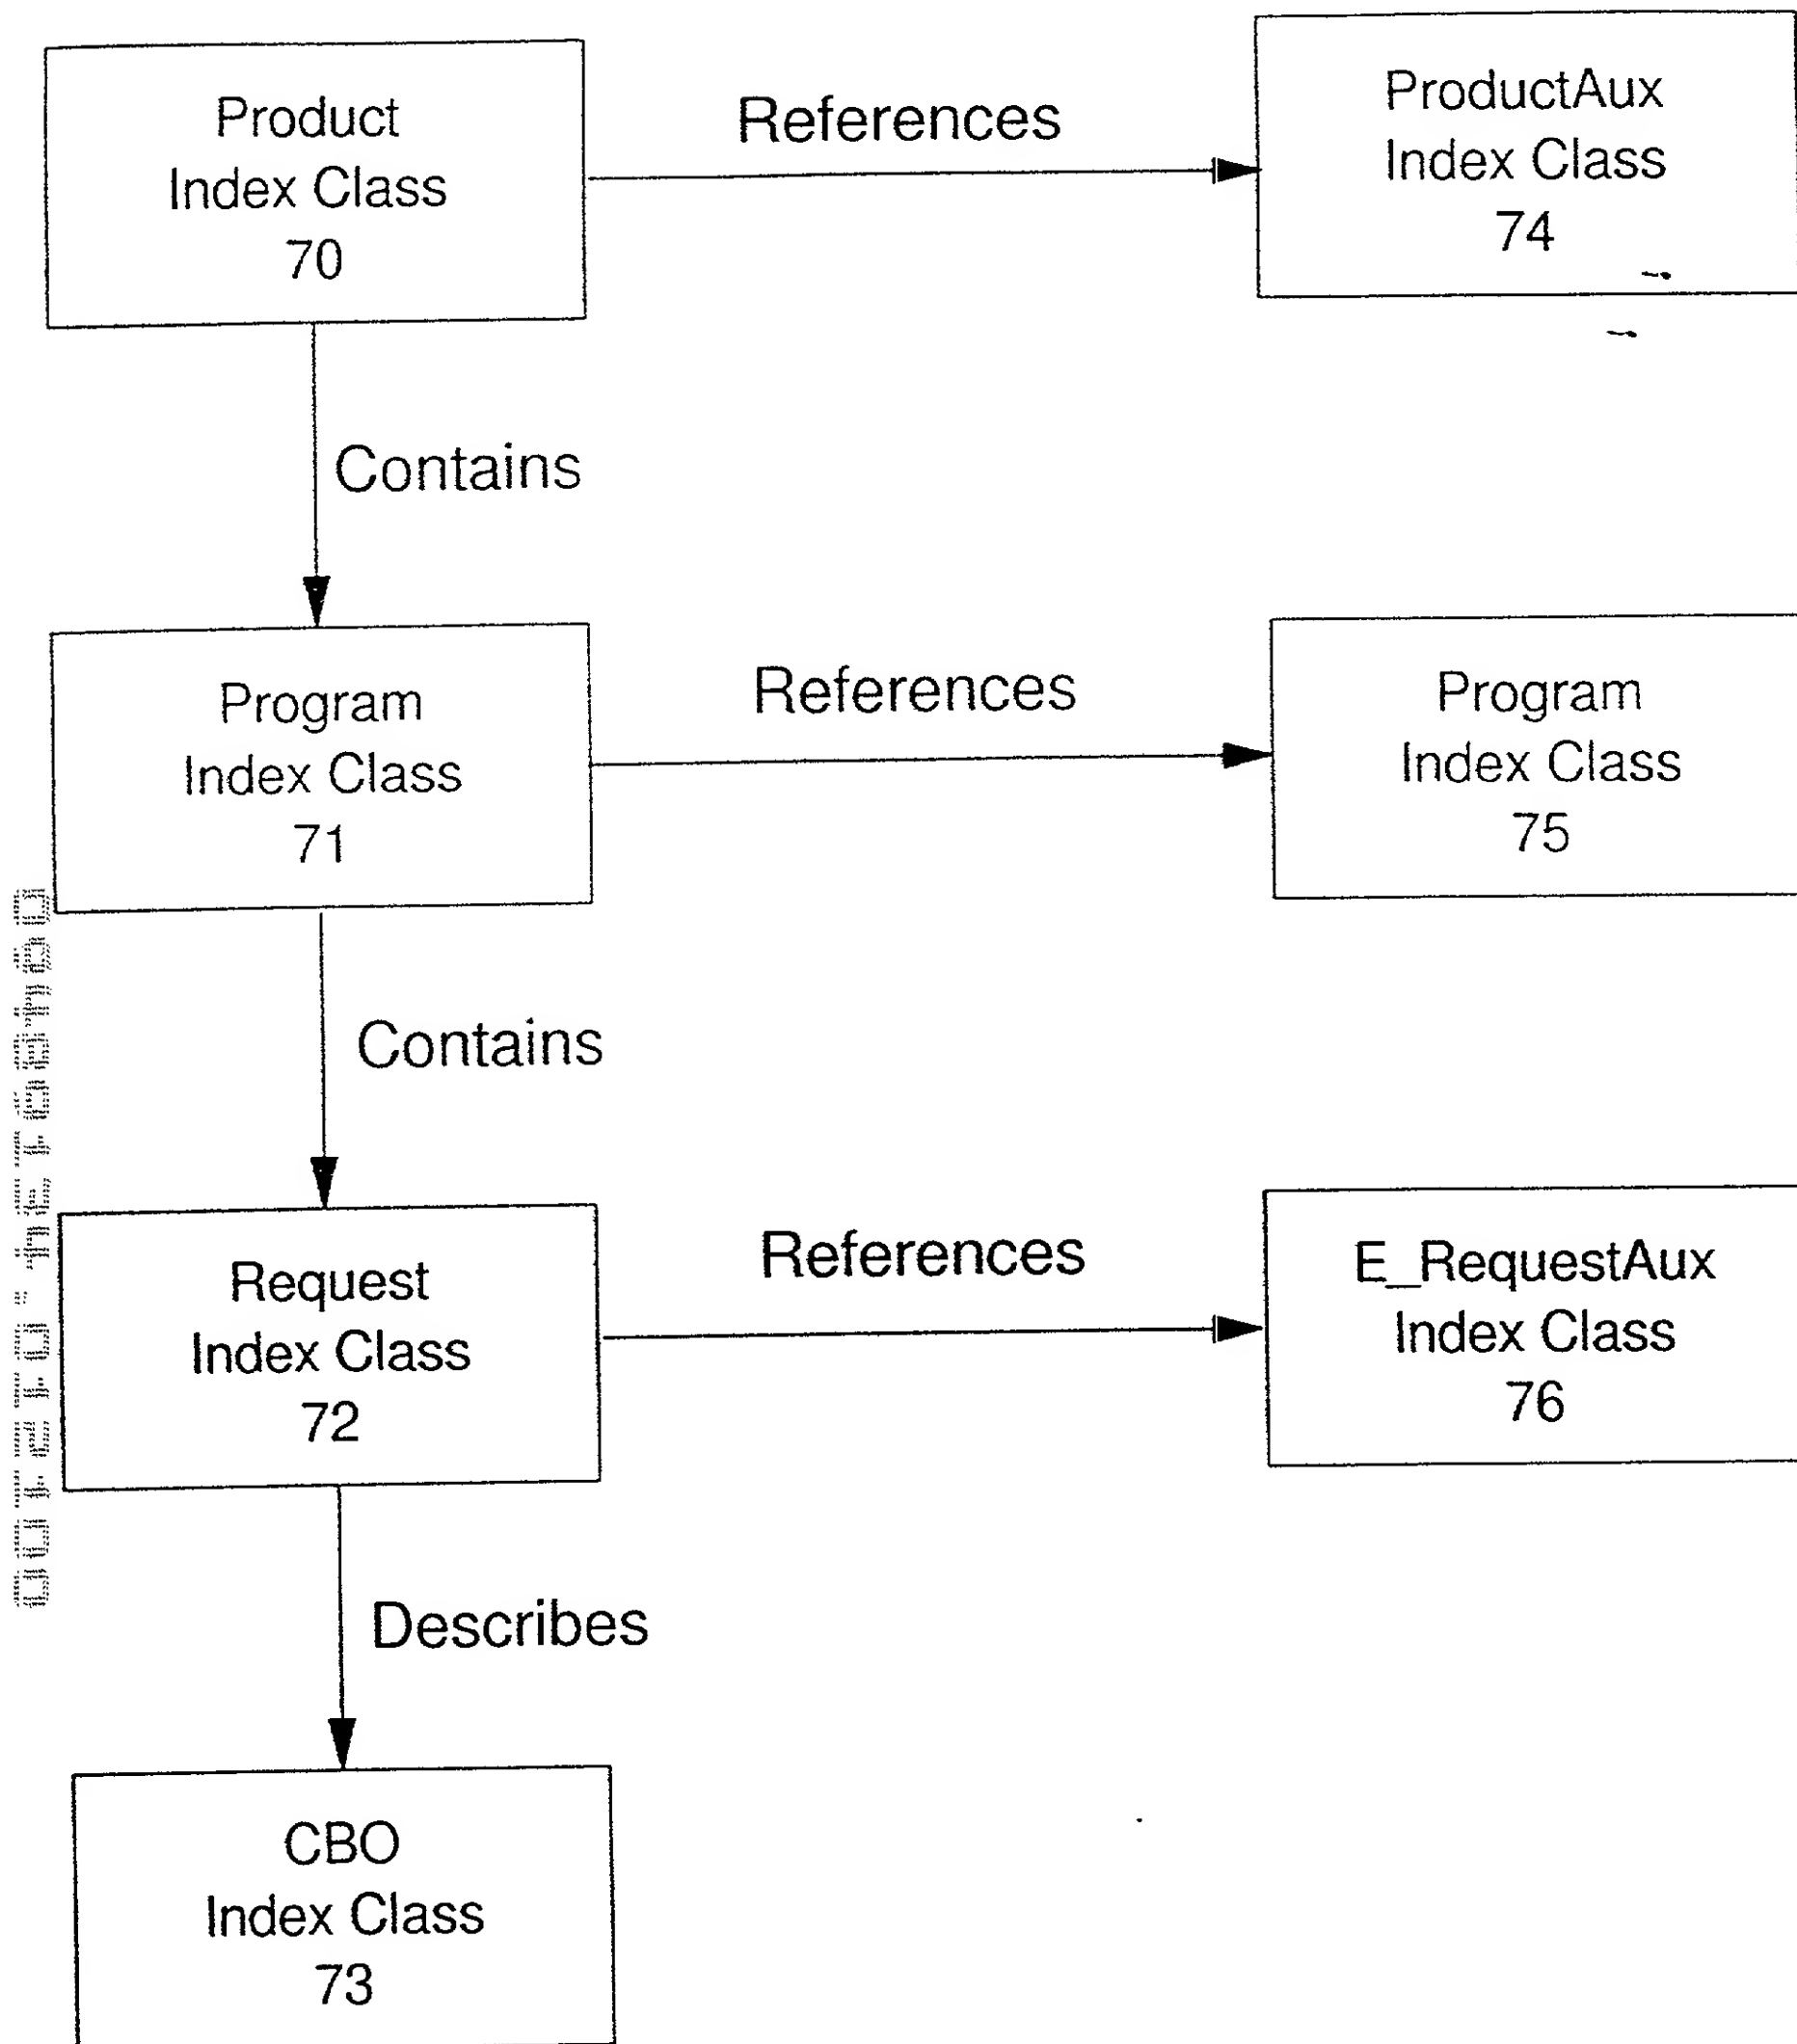 Product
Index Class
70
References
ProductAux
Index Class
74
Contains
Program
Index Class
71
References
Program
Index Class
75
Contains
Request
Index Class
72
References
E_RequestAux
Index Class
76
Describes
CBO
Index Class
73